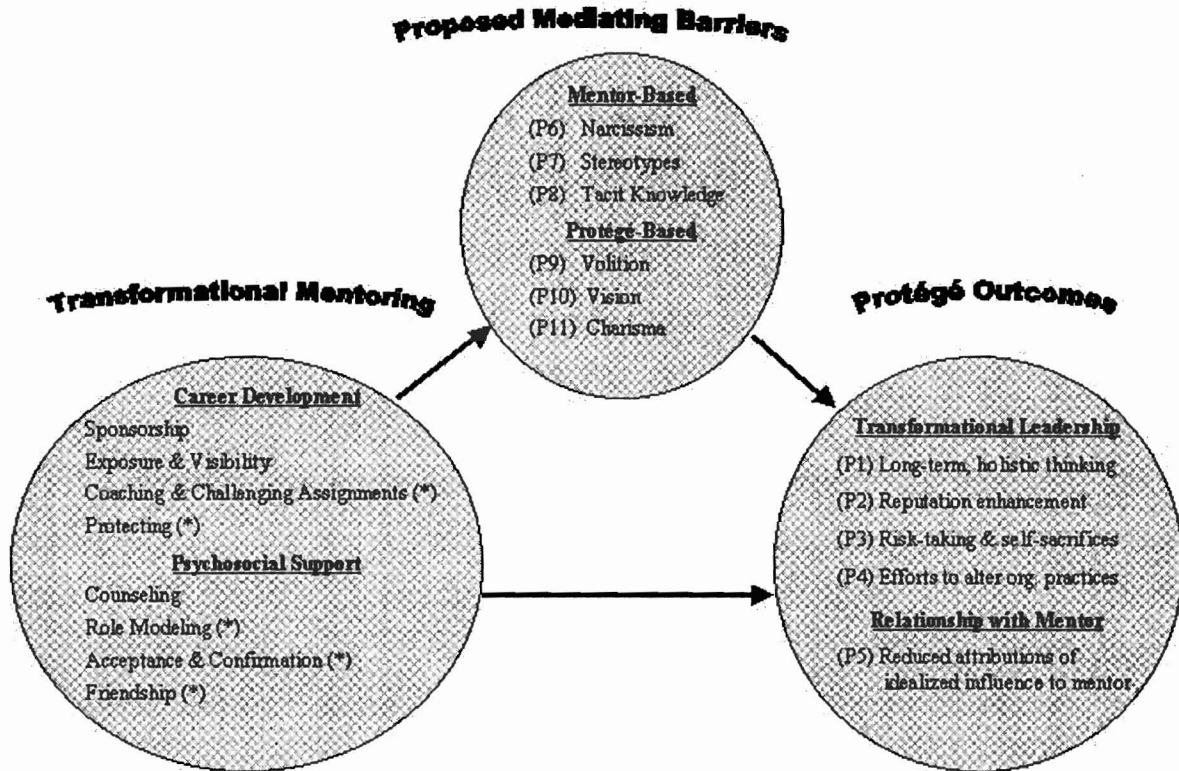 Proposed Mediating Barriers
Mentor-Based
(P6) Narcissism
(P7) Stereotypes
(P8) Tacit Knowledge
Protégé-Based
(P9) Volition
(P10) Vision
(P11) Charisma
Transformational Mentoring
Career Development
Sponsorship
Exposure & Visibility
Coaching & Challenging Assignments (*)
Protecting (*)
Psychosocial Support
Counseling
Role Modeling (*)
Acceptance & Confirmation (*)
Friendship (*)
Protégé Outcomes
Transformational Leadership
(P1) Long-term, holistic thinking
(P2) Reputation enhancement
(P3) Risk-taking & self-sacrifices
(P4) Efforts to alter org. practices
Relationship with Mentor
(P5) Reduced attributions of
idealized influence to mentor